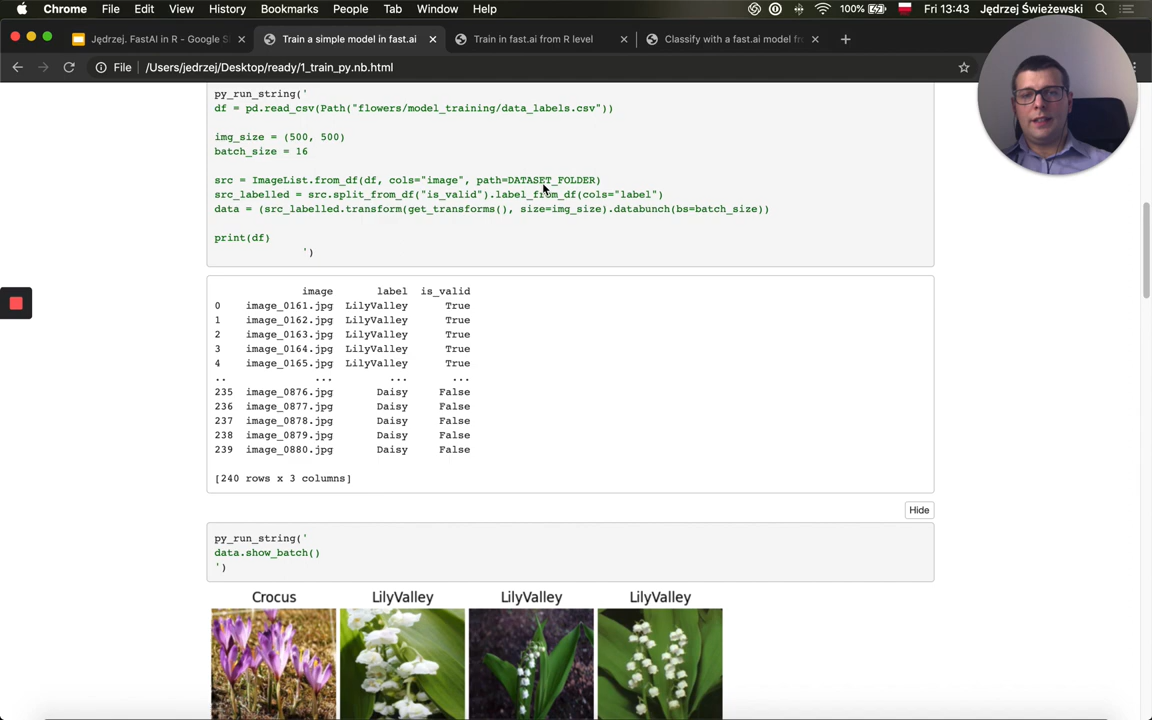 Chrome File Edit View History Bookmarks People Tab Window Help 100% Fri 13:43 Jędrzej Świeżewski
Jędrzej. FastAI in R - Google S
Train a simple model in fast.ai
Train in fast.ai from R level
Classify with a fast.ai model fr
File /Users/jedrzej/Desktop/ready/1_train_py.nb.html
py_run_string('
df = pd.read_csv(Path("flowers/model_training/data_labels.csv"))
img_size = (500, 500)
batch_size = 16
src = ImageList.from_df(df, cols="image", path=DATASET_FOLDER)
src_labelled = src.split_from_df("is_valid").label_from_df(cols="label")
data = (src_labelled.transform(get_transforms(), size=img_size).databunch(bs=batch_size))
print(df)
')
image label is_valid
0 image_0161.jpg LilyValley True
1 image_0162.jpg LilyValley True
2 image_0163.jpg LilyValley True
3 image_0164.jpg LilyValley True
4 image_0165.jpg LilyValley True
.. ... ... ...
235 image_0876.jpg Daisy False
236 image_0877.jpg Daisy False
237 image_0878.jpg Daisy False
238 image_0879.jpg Daisy False
239 image_0880.jpg Daisy False
[240 rows x 3 columns]
Hide
py_run_string('
data.show_batch()
')
Crocus LilyValley LilyValley LilyValley